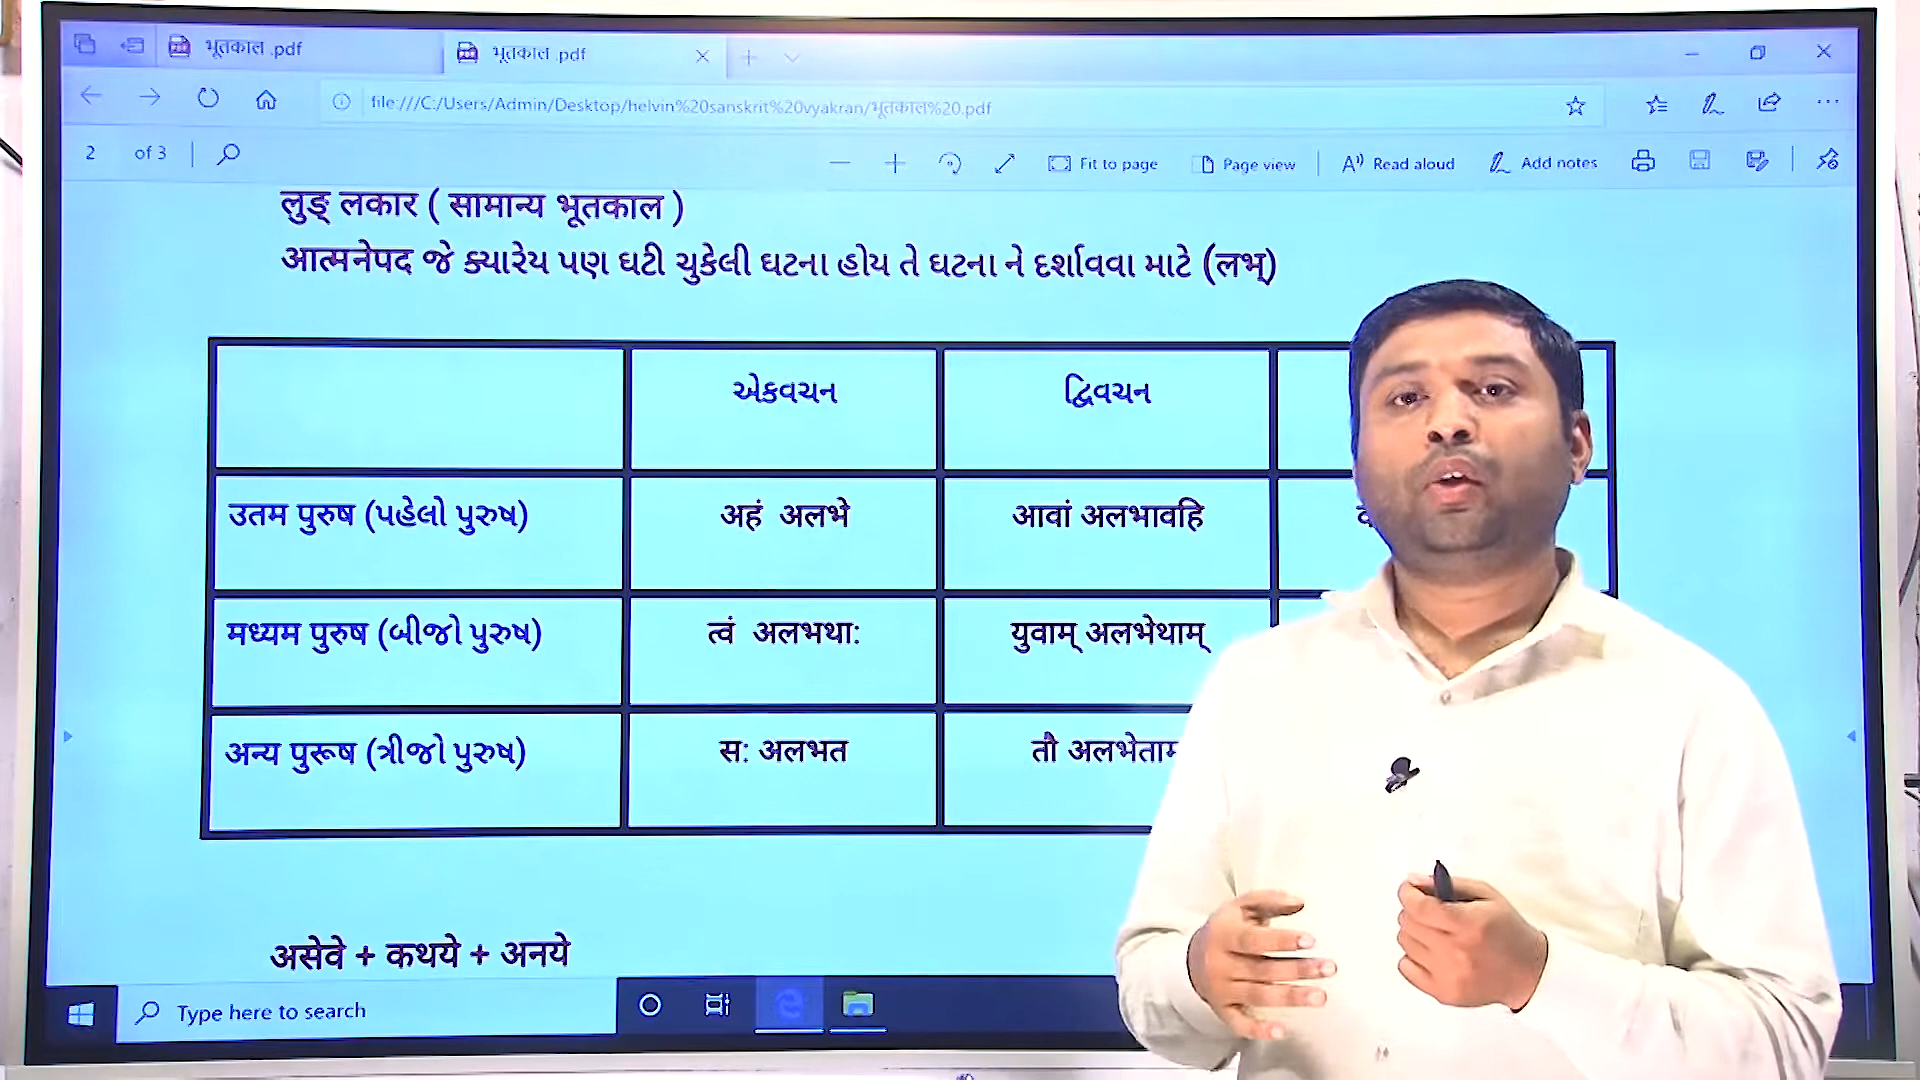 भूतकाल .pdf
भूतकाल .pdf
file:///C:/Users/Admin/Desktop/helvin%20sanskrit%20vyakran/भूतकाल%20.pdf
2 of 3
Fit to page
Page view
Read aloud
Add notes
लुङ् लकार ( सामान्य भूतकाल )
आत्मनेपद જે ક્યારેય પણ ઘટી ચુકેલી ઘટના હોય તે ઘટના ને દર્શાવવા માટે (लभ्)
એકવચન દ્વિવચન
उतम पुरुष (પહેલો પુરુષ) अहं अलभे आवां अलभावहि
मध्यम पुरुष (બીજો પુરુષ) त्वं अलभथा: युवाम् अलभेथाम्
अन्य पुरूष (ત્રીજો પુરુષ) स: अलभत तौ
असेवे + कथये + अनये
Type here to search